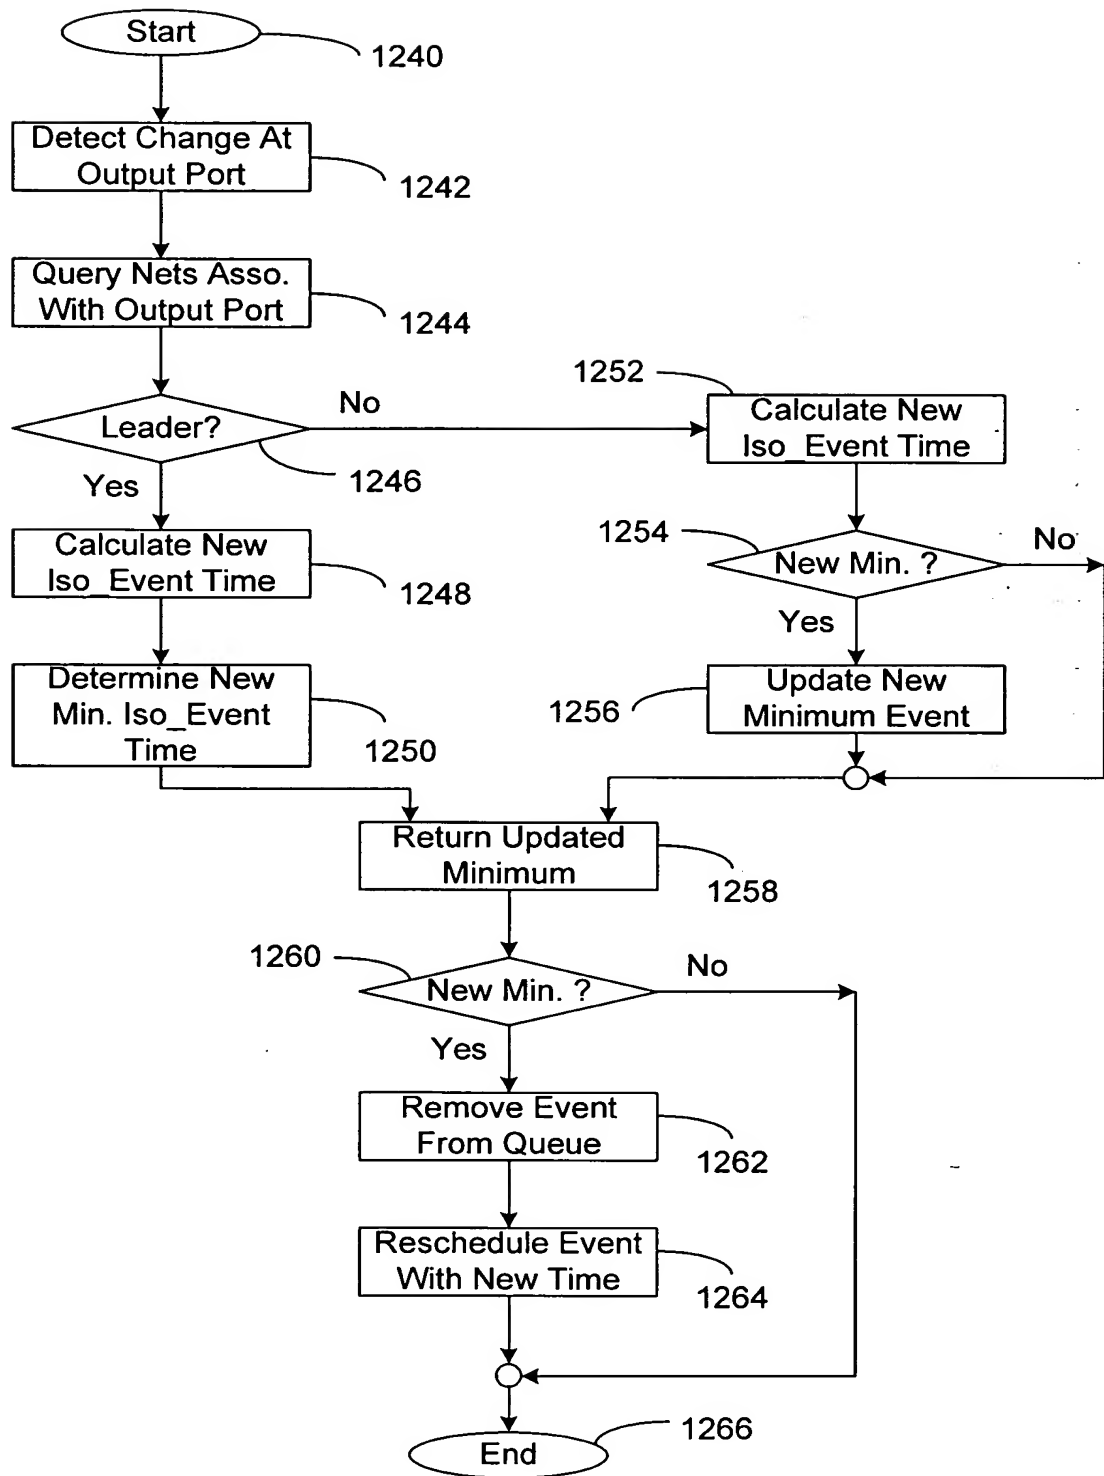 Start
1240
Detect Change At
Output Port
1242
Query Nets Asso.
With Output Port
1244
Leader?
No
1246
Yes
1252
Calculate New
Iso_Event Time
1254
New Min. ?
No
Yes
Calculate New
Iso_Event Time
1248
Determine New
Min. Iso_Event
Time
1250
1256
Update New
Minimum Event
Return Updated
Minimum
1258
1260
New Min. ?
No
Yes
Remove Event
From Queue
1262
Reschedule Event
With New Time
1264
End
1266